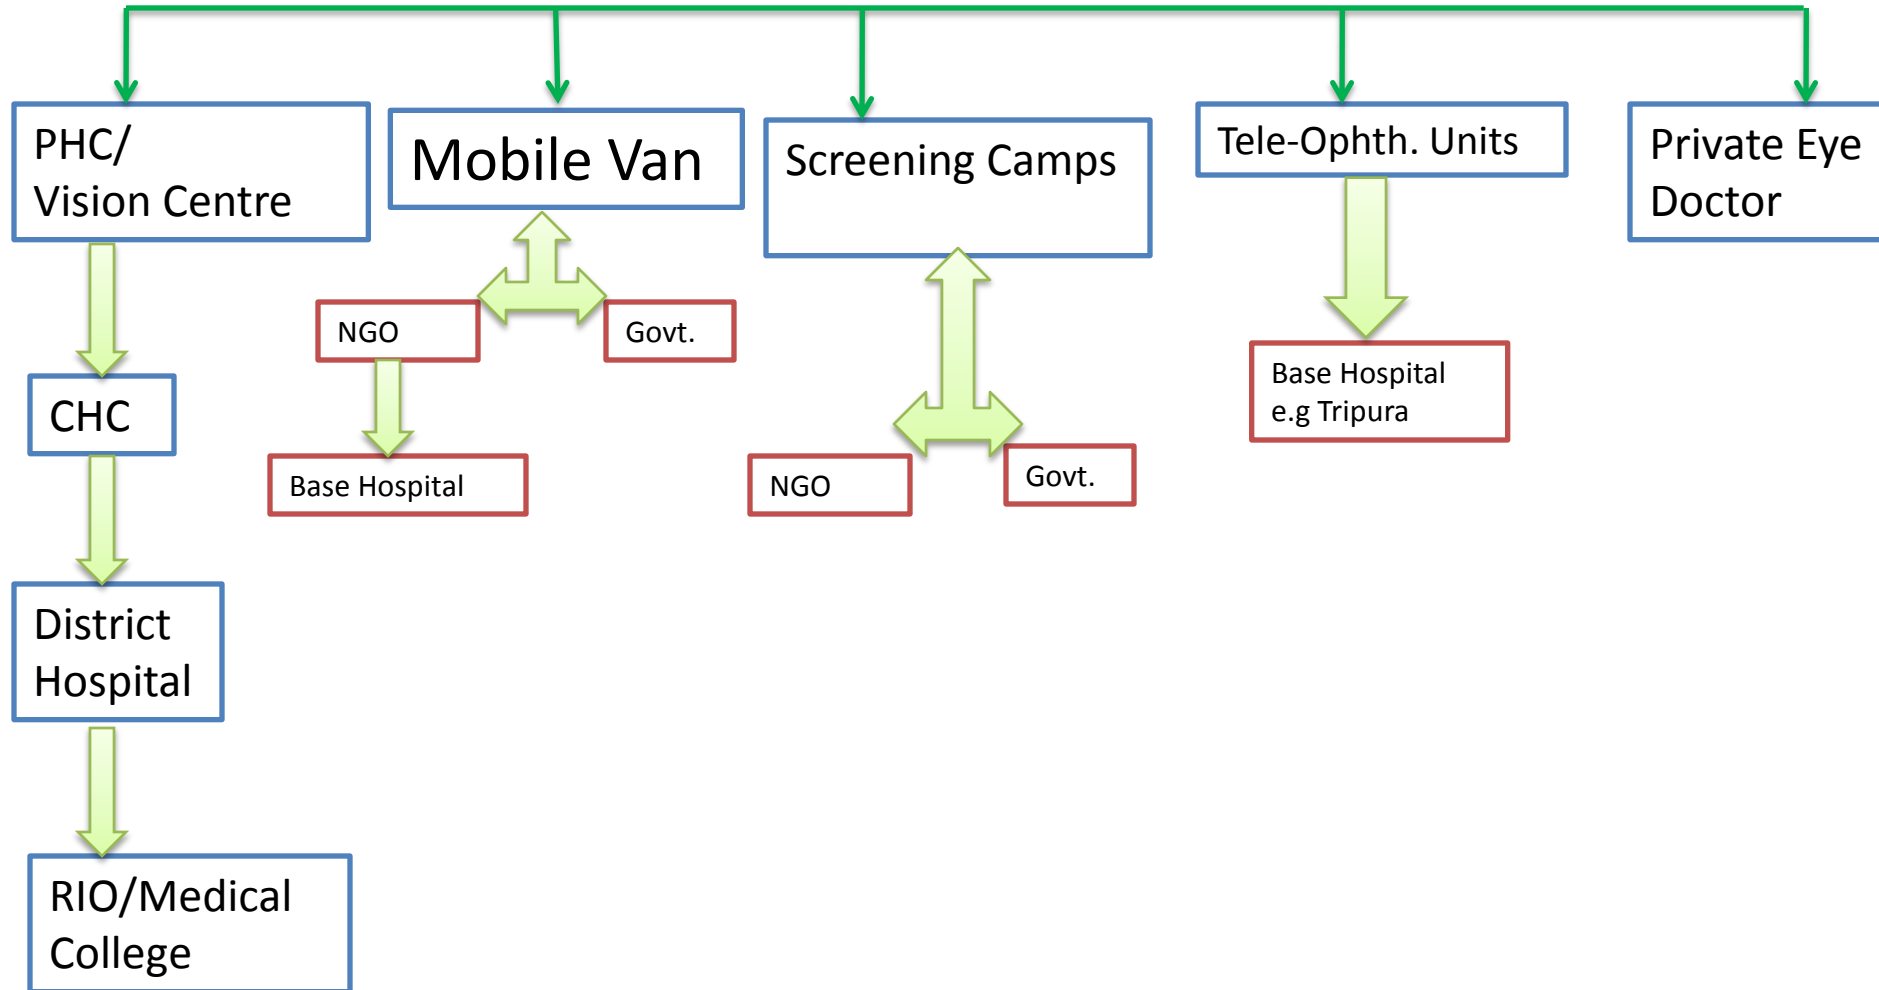 PHC/
Vision Centre
Mobile Van
Screening Camps
Tele-Ophth. Units
Private Eye
Doctor
NGO
Govt.
Base Hospital
e.g Tripura
CHC
Base Hospital
NGO
Govt.
District
Hospital
RIO/Medical
College